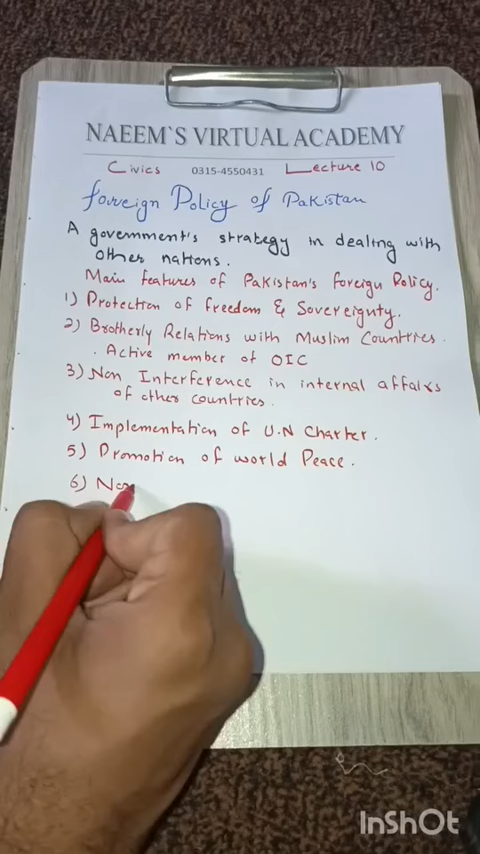 NAEEM`S VIRTUAL ACADEMY
Civics 0315-4550431 Lecture 10
Foreign Policy of Pakistan
A government's strategy in dealing with
other nations.
Main features of Pakistan's foreign Policy.
1) Protection of freedom & Sovereignty.
2) Brotherly Relations with Muslim Countries.
. Active member of OIC
3) Non Interference in internal affairs
of other countries.
4) Implementation of U.N Charter.
5) Promotion of world Peace.
6) Non
InShOt